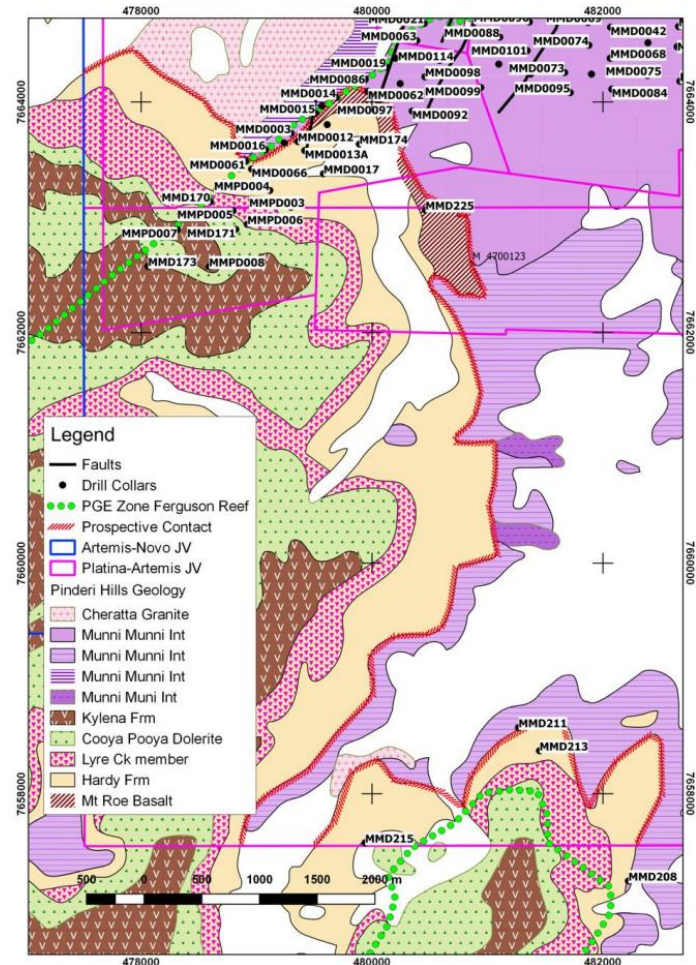 478000
480000
482000
MMD0021
MMD0042
MMD0063
MMD0088
MMD0074
MMD0101
MMD0114
MMD0068
MMD0019
MMD0098
MMD0073
MMD0075
MMD0086
MMD0014
MMD0062
MMD0099
MMD0095
MMD0084
7664000
7664000
MMD0015
MMD0097
MMD0092
MMD0003
MMD0012
MMD174
MMD0016
MMD0013A
MMD0061
MMD0066
MMD0017
MMPD004
MMD170
MMPD003
MMD225
MMPD005
MMPD006
MMPD007
MMD171
M 4700123
MMD173
MMPD008
7662000
7662000
Legend
Faults
Drill Collars
PGE Zone Ferguson Reef
Prospective Contact
Artemis-Novo JV
Platina-Artemis JV
Pinderi Hills Geology
Cheratta Granite
Munni Munni Int
Munni Munni Int
Munni Munni Int
Munni Muni Int
Kylena Frm
Cooya Pooya Dolerite
Lyre Ck member
Hardy Frm
Mt Roe Basalt
7660000
7660000
MMD211
MMD213
7658000
7658000
MMD215
MMD208
500 0 500 1000 1500 2000 m
478000
480000
482000